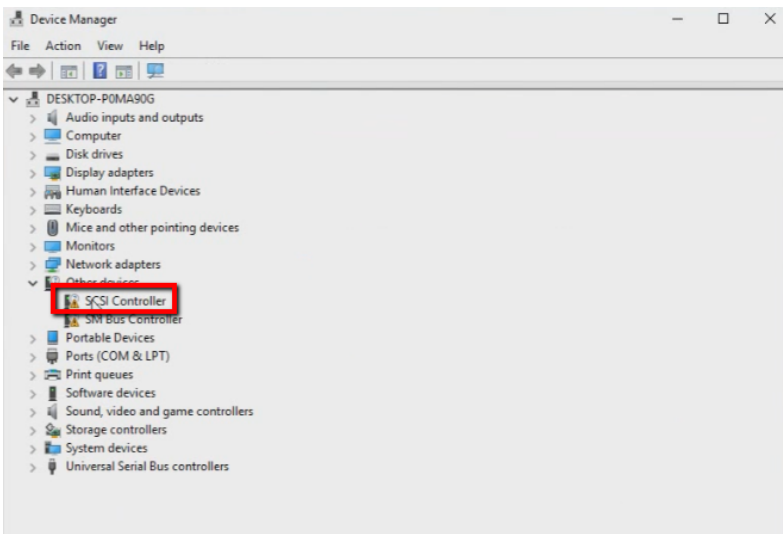 Device Manager
File Action View Help
DESKTOP-P0MA90G
Audio inputs and outputs
Computer
Disk drives
Display adapters
Human Interface Devices
Keyboards
Mice and other pointing devices
Monitors
Network adapters
Other devices
SCSI Controller
SM Bus Controller
Portable Devices
Ports (COM & LPT)
Print queues
Software devices
Sound, video and game controllers
Storage controllers
System devices
Universal Serial Bus controllers